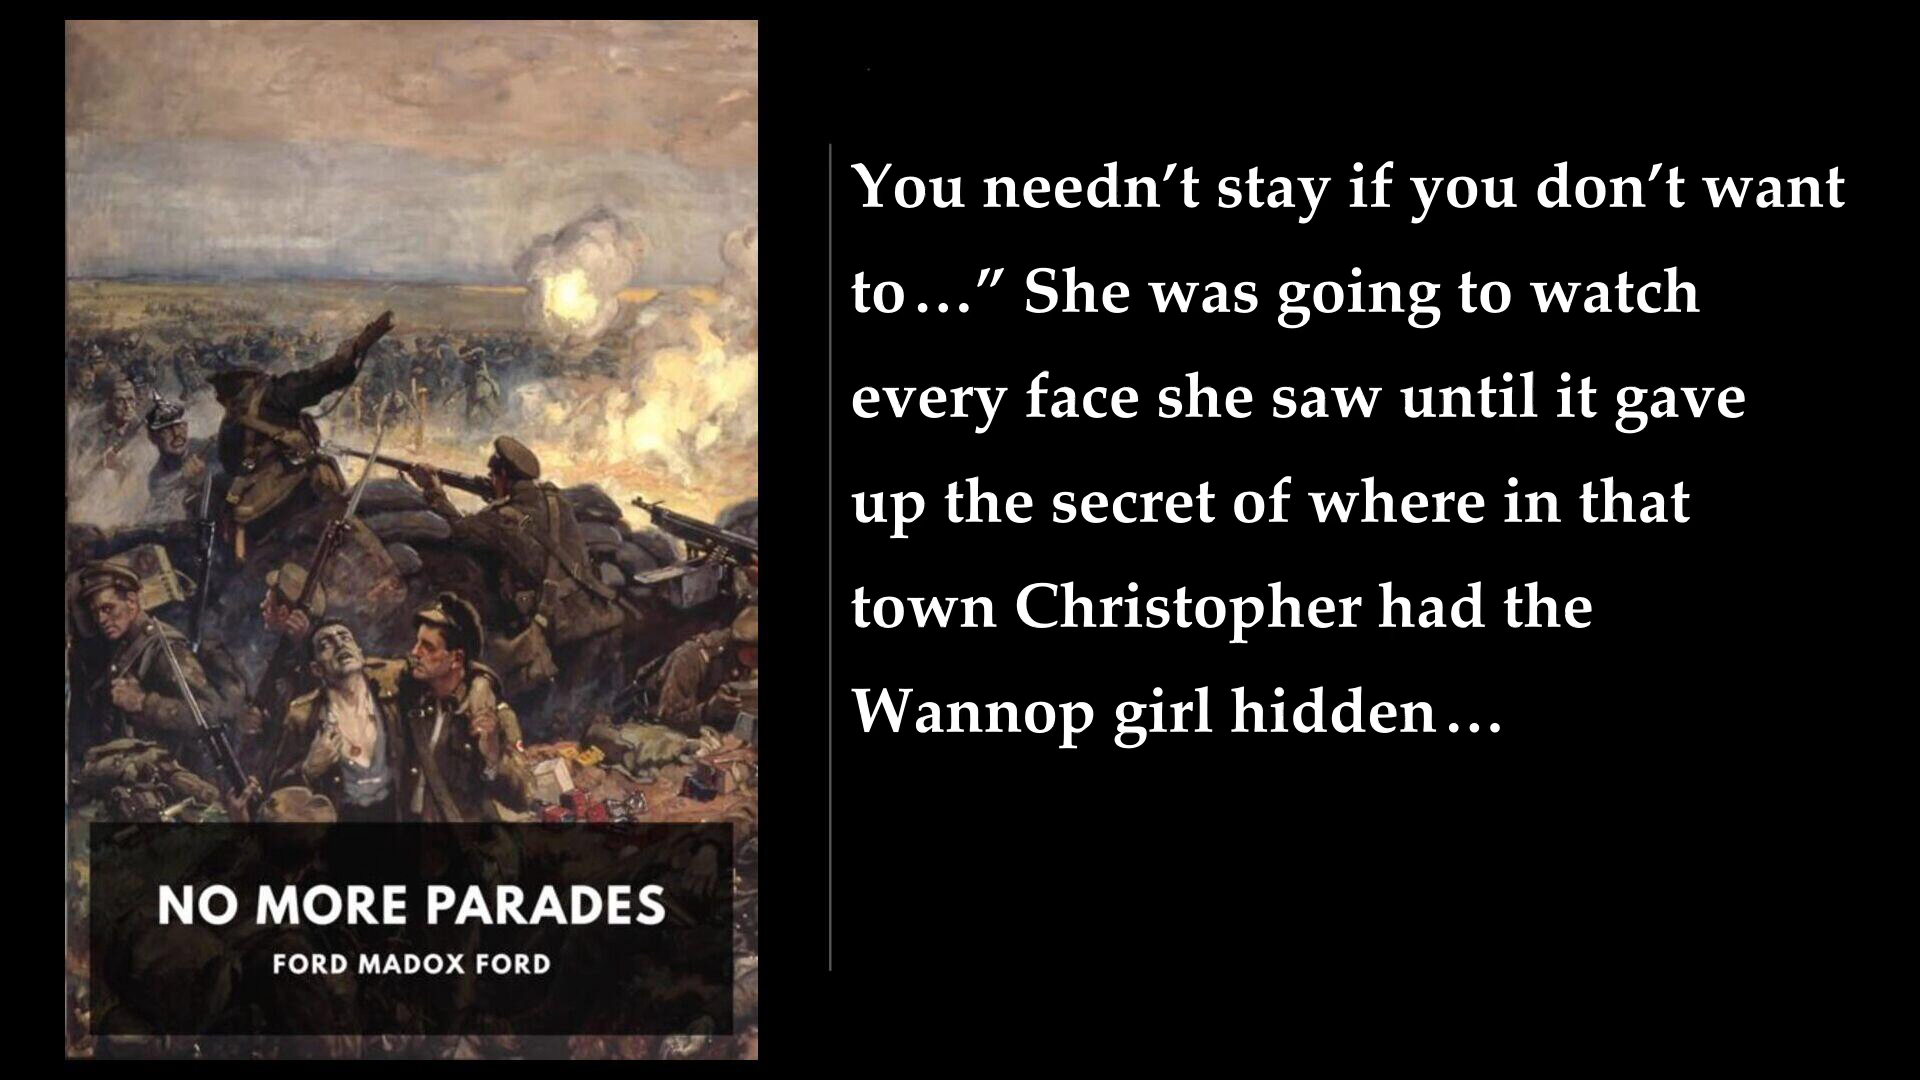 You needn’t stay if you don’t want
to…” She was going to watch
every face she saw until it gave
up the secret of where in that
town Christopher had the
Wannop girl hidden…
NO MORE PARADES
FORD MADOX FORD